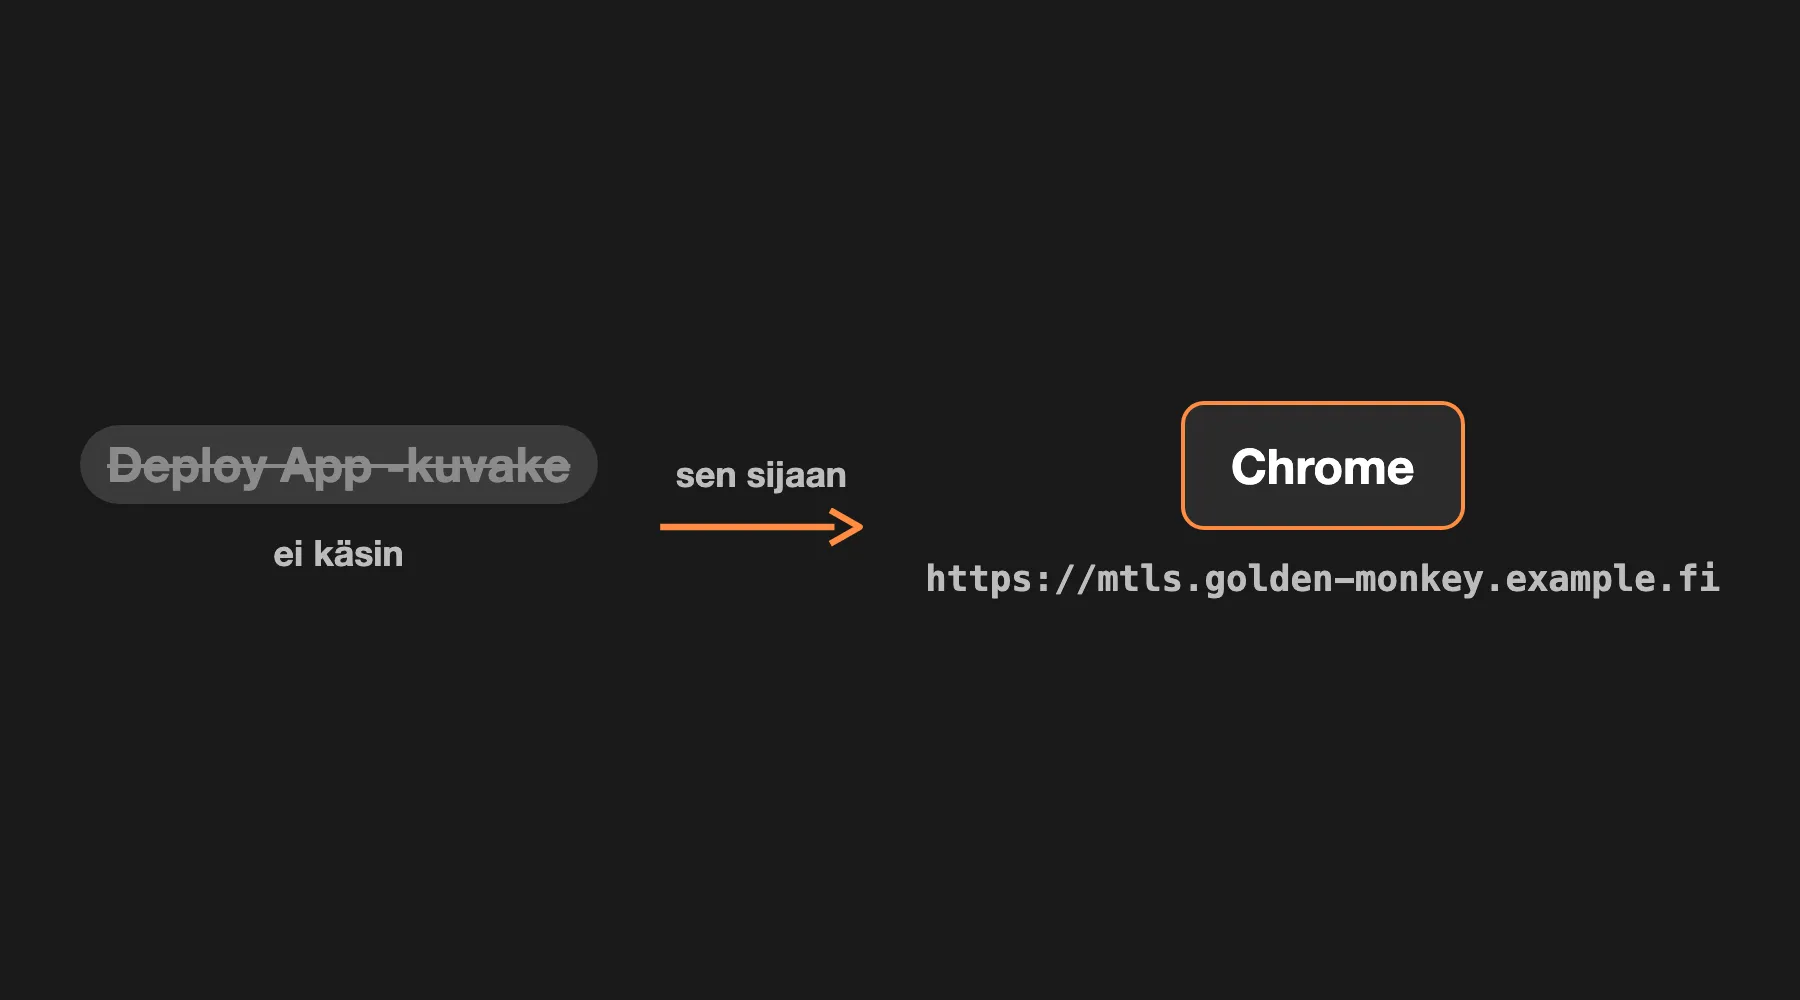 Deploy App -kuvake
ei käsin
sen sijaan
Chrome
https://mtls.golden-monkey.example.fi